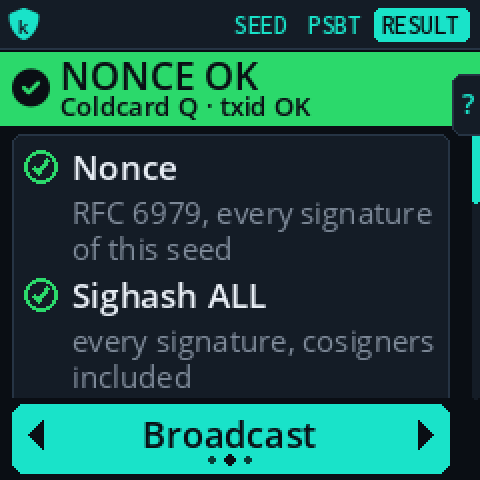 k
SEED PSBT RESULT
NONCE OK
Coldcard Q · txid OK
?
Nonce
RFC 6979, every signature
of this seed
Sighash ALL
every signature, cosigners
included
Broadcast